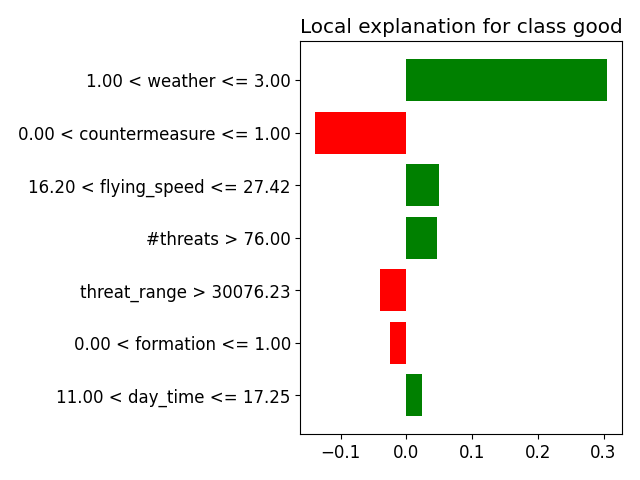 Local explanation for class good
1.00 < weather <= 3.00
0.00 < countermeasure <= 1.00
16.20 < flying_speed <= 27.42
#threats > 76.00
threat_range > 30076.23
0.00 < formation <= 1.00
11.00 < day_time <= 17.25
−0.1 0.0 0.1 0.2 0.3